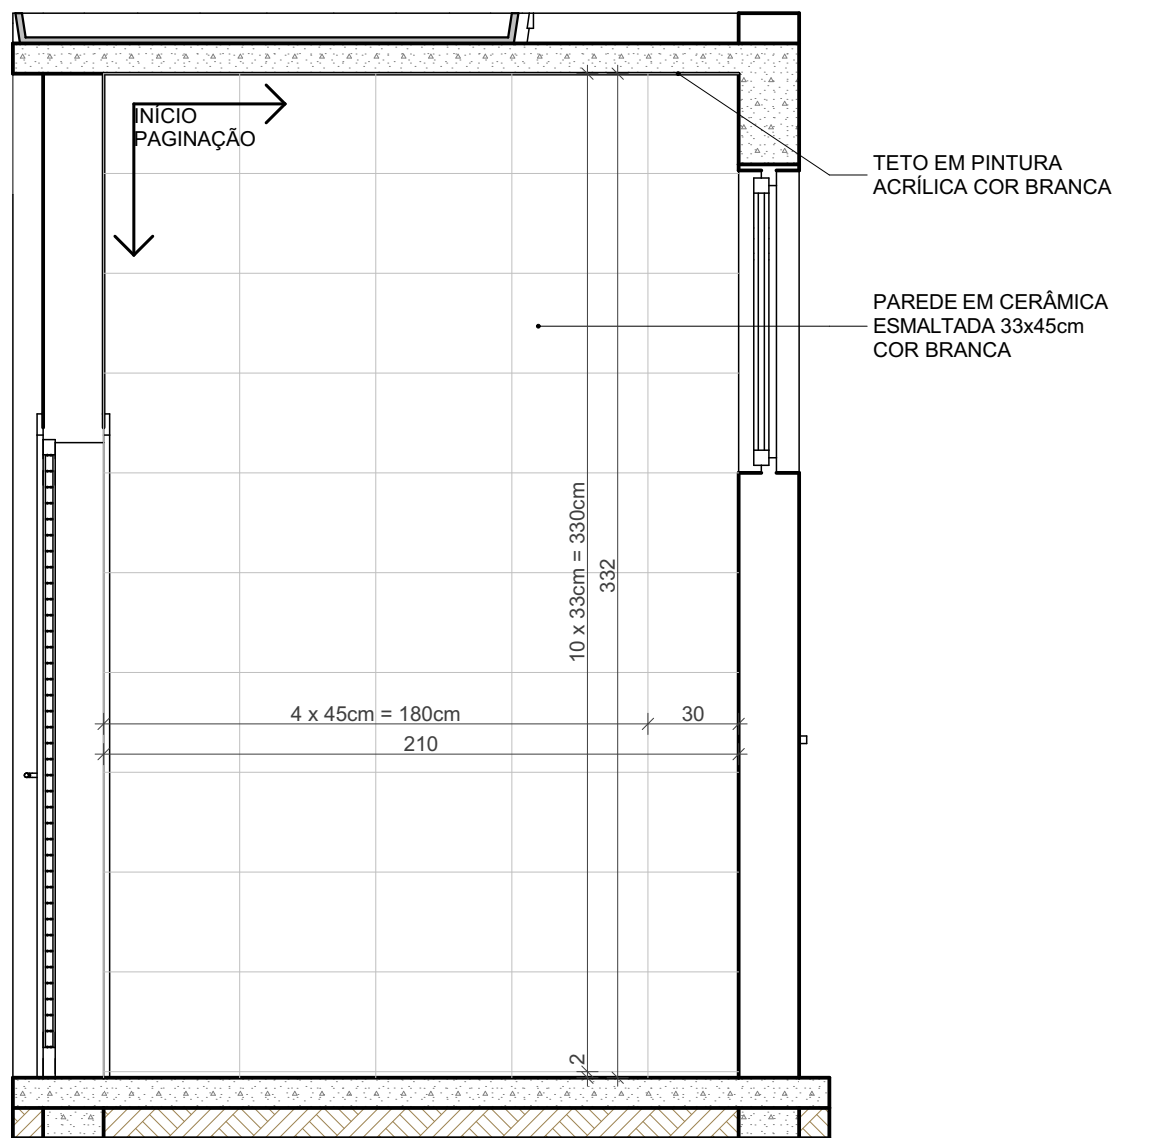 INÍCIO
PAGINAÇÃO
TETO EM PINTURA
ACRÍLICA COR BRANCA
PAREDE EM CERÂMICA
ESMALTADA 33x45cm
COR BRANCA
10 x 33cm = 330cm
332
4 x 45cm = 180cm
30
210
2